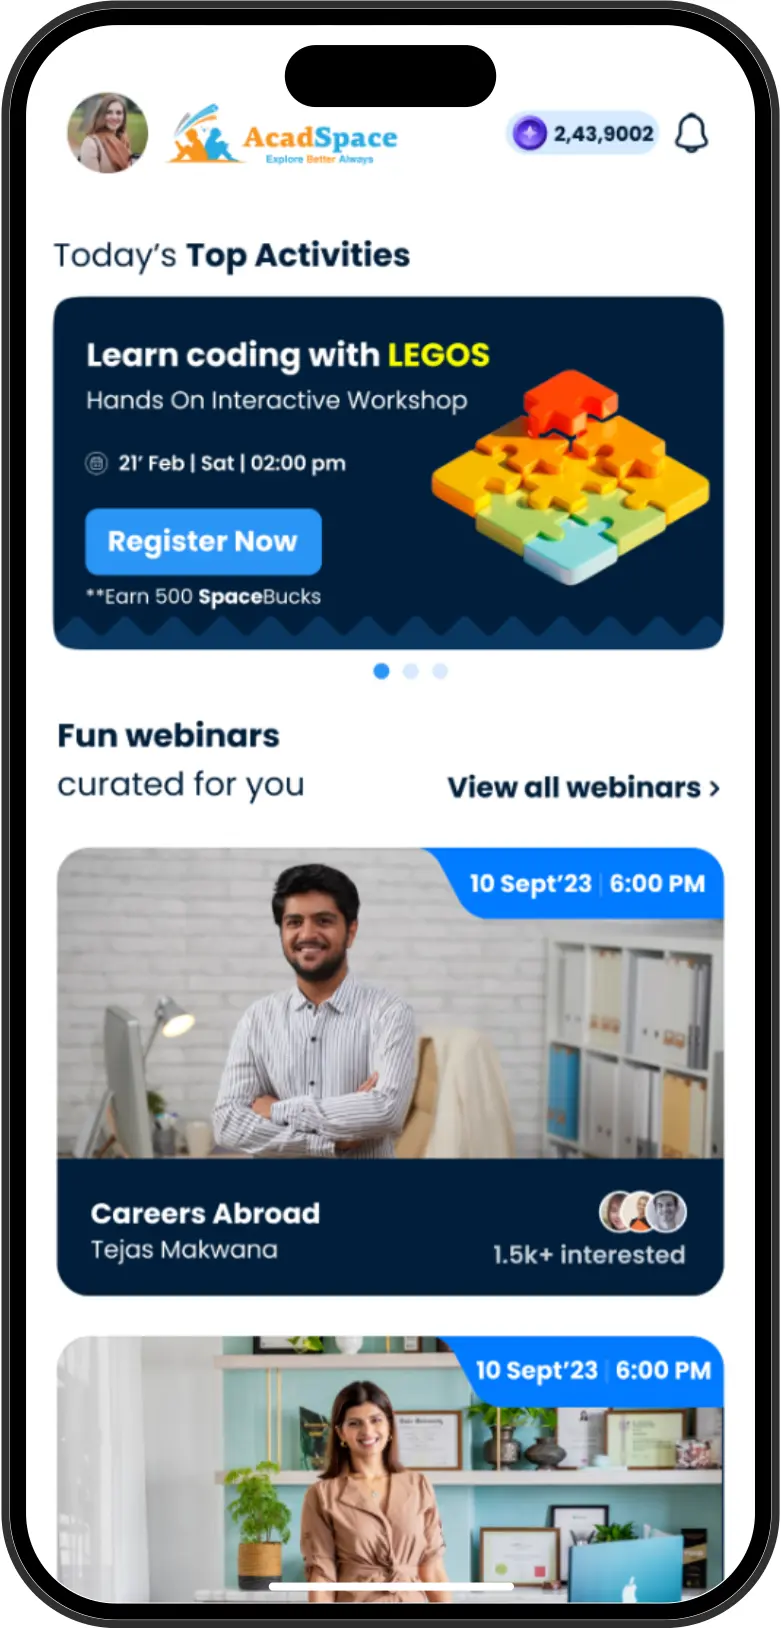 AcadSpace
Explore Better Always
2,43,9002
Today's Top Activities
Learn coding with LEGOS
Hands On Interactive Workshop
21' Feb | Sat | 02:00 pm
Register Now
**Earn 500 SpaceBucks
Fun webinars
curated for you
View all webinars >
10 Sept'23 | 6:00 PM
Careers Abroad
Tejas Makwana
1.5k+ interested
10 Sept'23 | 6:00 PM